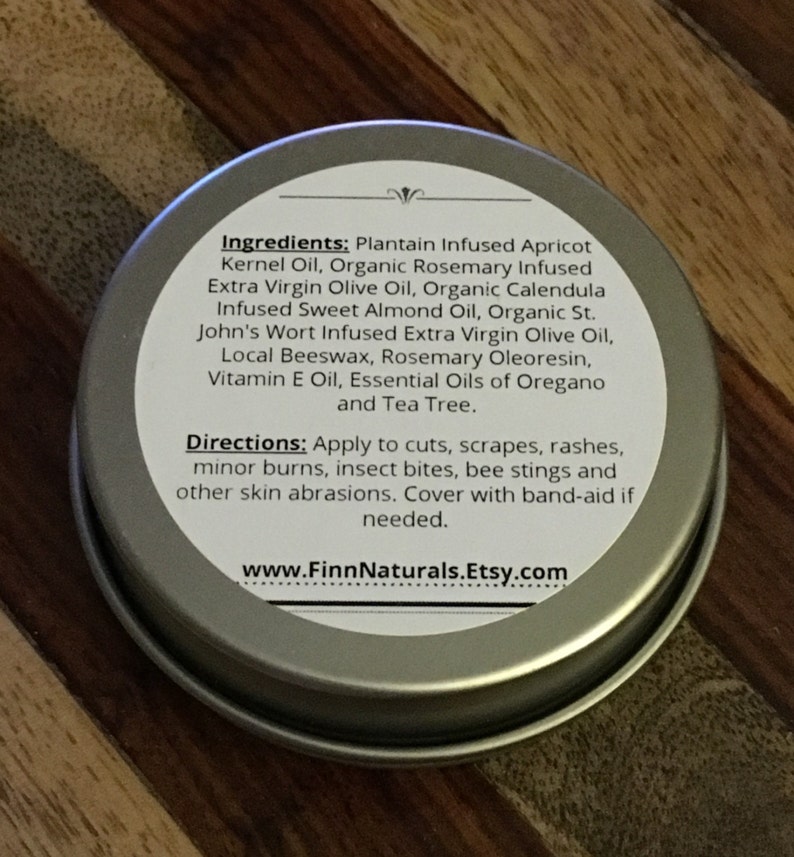 Ingredients: Plantain Infused Apricot
Kernel Oil, Organic Rosemary Infused
Extra Virgin Olive Oil, Organic Calendula
Infused Sweet Almond Oil, Organic St.
John's Wort Infused Extra Virgin Olive Oil,
Local Beeswax, Rosemary Oleoresin,
Vitamin E Oil, Essential Oils of Oregano
and Tea Tree.
Directions: Apply to cuts, scrapes, rashes,
minor burns, insect bites, bee stings and
other skin abrasions. Cover with band-aid if
needed.
www.FinnNaturals.Etsy.com